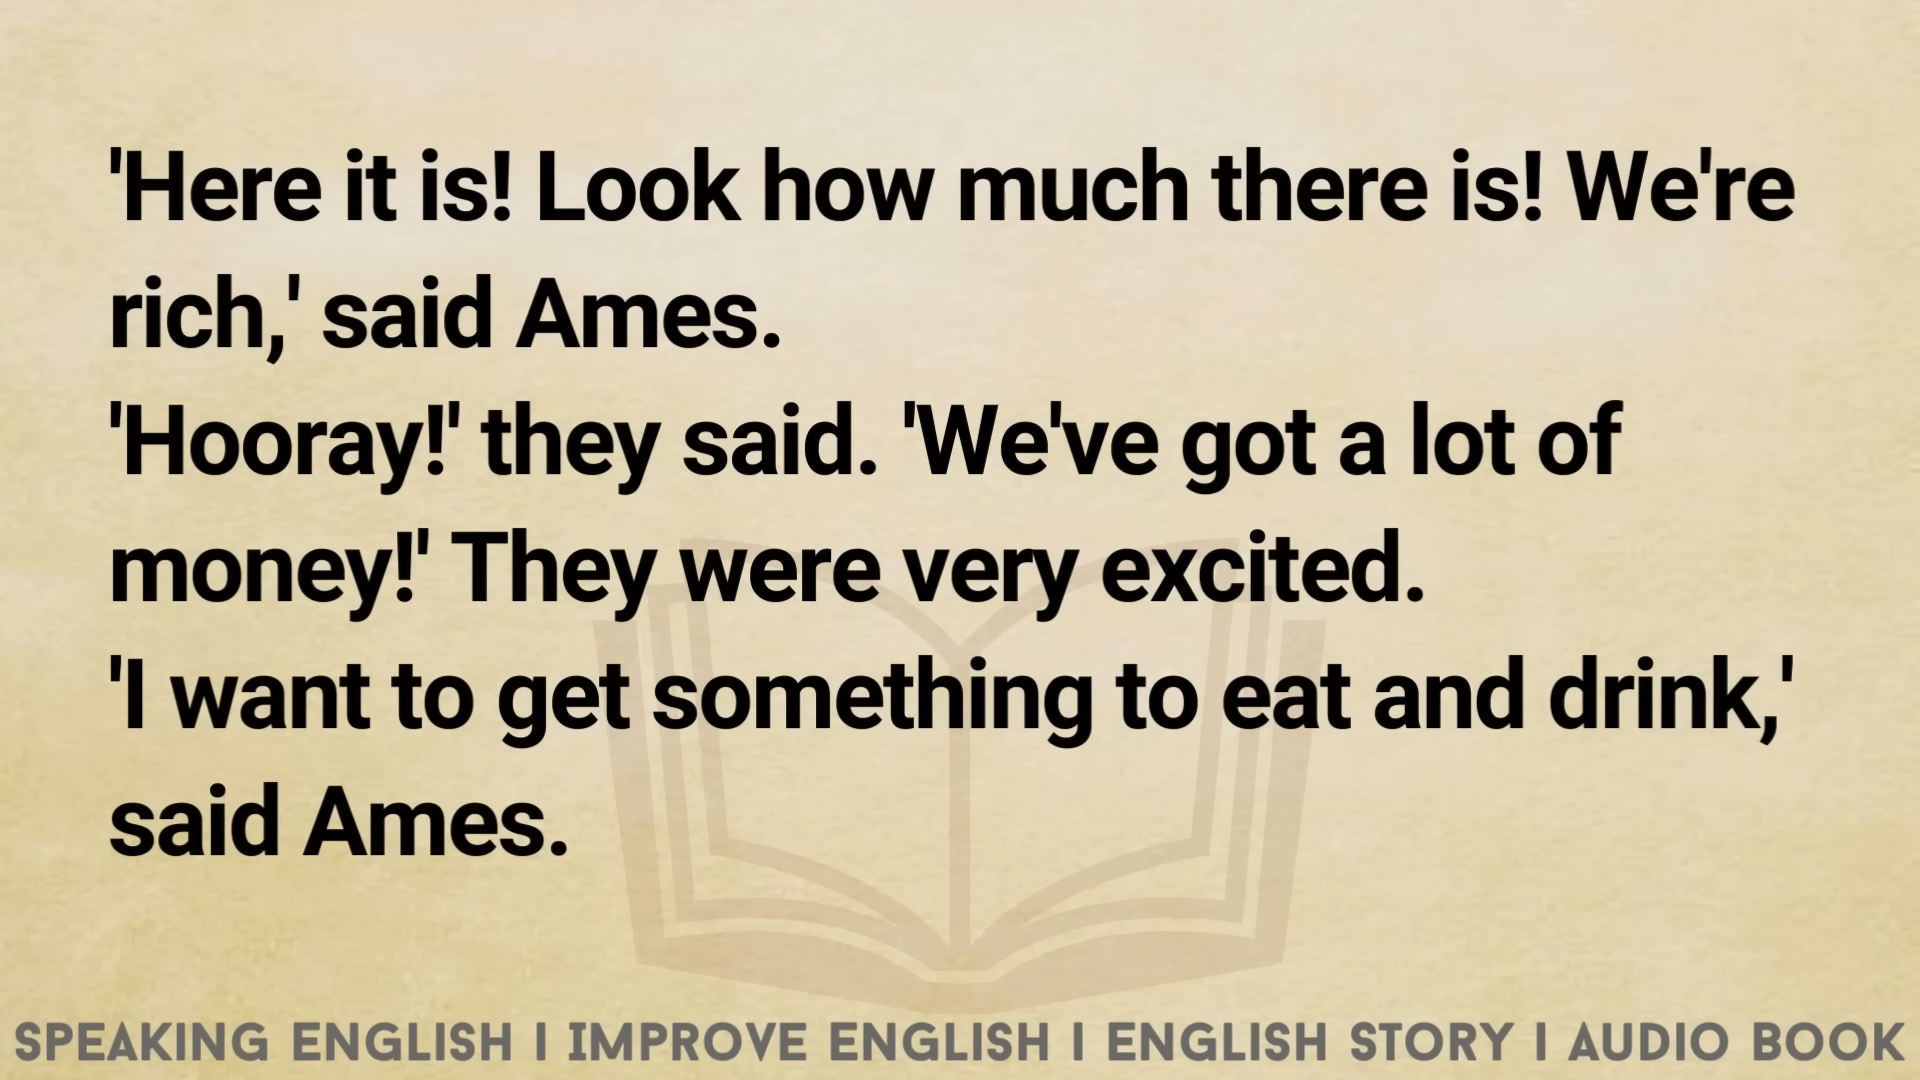 'Here it is! Look how much there is! We're
rich,' said Ames.
'Hooray!' they said. 'We've got a lot of
money!' They were very excited.
'I want to get something to eat and drink,'
said Ames.
SPEAKING ENGLISH I IMPROVE ENGLISH I ENGLISH STORY I AUDIO BOOK